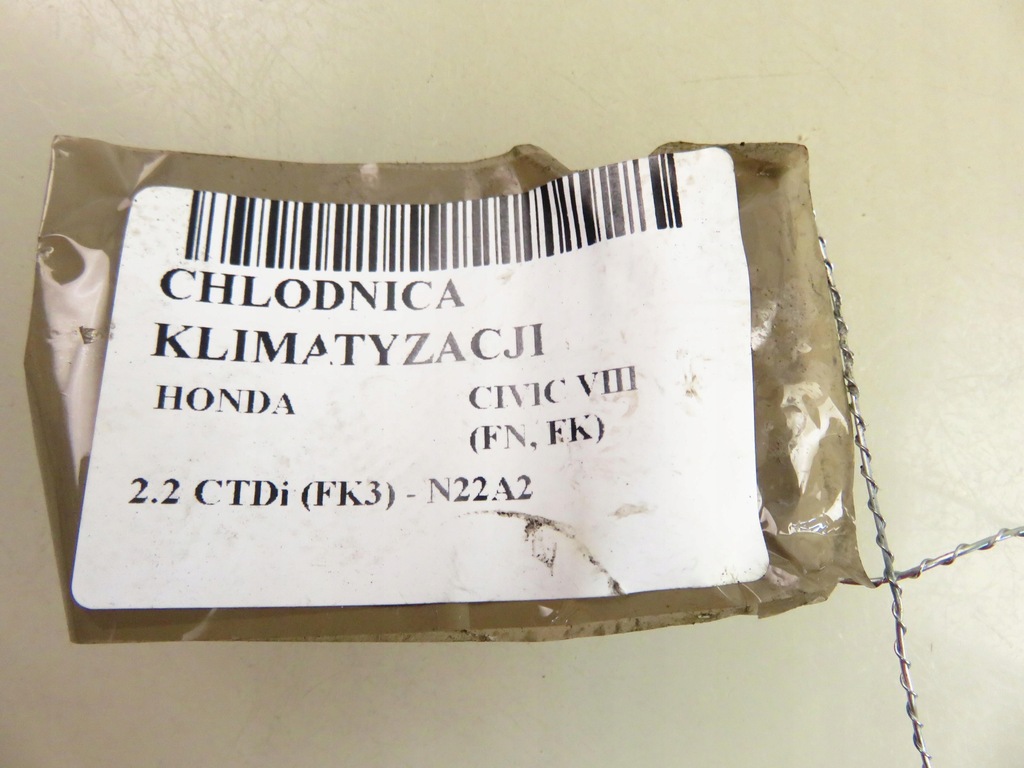 CHLODNICA
KLIMATYZACJI
HONDA CIVIC VIII
(FN, FK)
2.2 CTDi (FK3) - N22A2